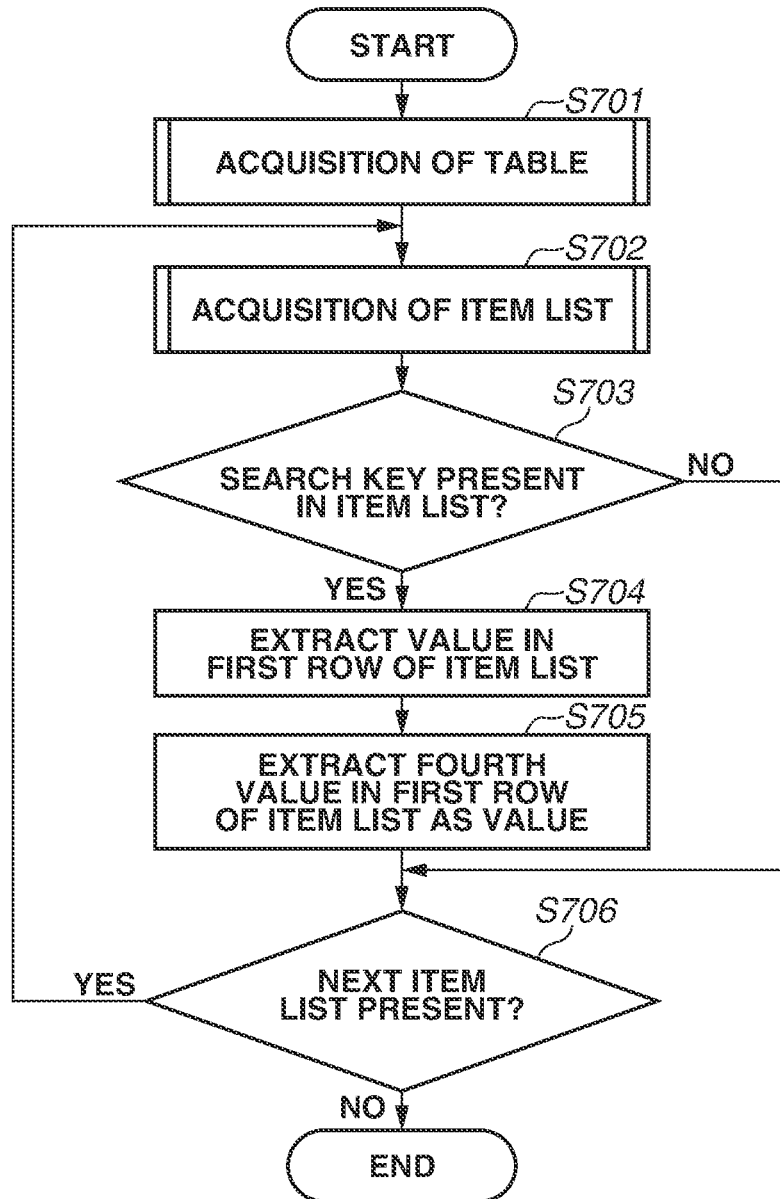 START
S701
ACQUISITION OF TABLE
S702
ACQUISITION OF ITEM LIST
S703
SEARCH KEY PRESENT
IN ITEM LIST?
NO
YES
S704
EXTRACT VALUE IN
FIRST ROW OF ITEM LIST
S705
EXTRACT FOURTH
VALUE IN FIRST ROW
OF ITEM LIST AS VALUE
S706
NEXT ITEM
LIST PRESENT?
YES
NO
END